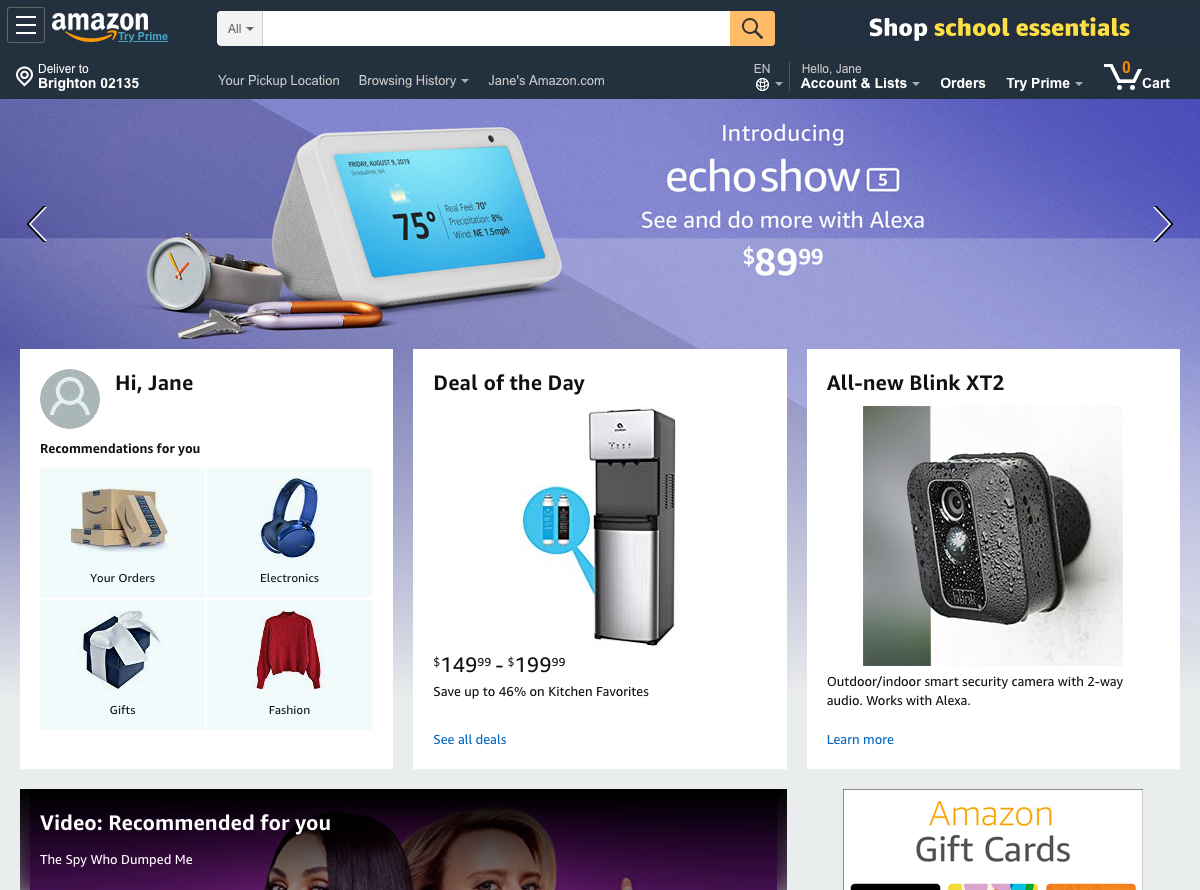 amazon
Try Prime
All
Shop school essentials
Deliver to
Brighton 02135
Your Pickup Location
Browsing History
Jane's Amazon.com
EN
Hello, Jane
Account & Lists
Orders
Try Prime
0
Cart
FRIDAY, AUGUST 9, 2019
Snoqualmie, WA
75°
Real Feel: 70°
Precipitation: 8%
Wind: NE 1.5mph
Introducing
echo show 5
See and do more with Alexa
$89 99
Hi, Jane
Recommendations for you
Your Orders
Electronics
Gifts
Fashion
Deal of the Day
$149 99 - $199 99
Save up to 46% on Kitchen Favorites
See all deals
All-new Blink XT2
blink
Outdoor/indoor smart security camera with 2-way
audio. Works with Alexa.
Learn more
Video: Recommended for you
The Spy Who Dumped Me
Amazon
Gift Cards